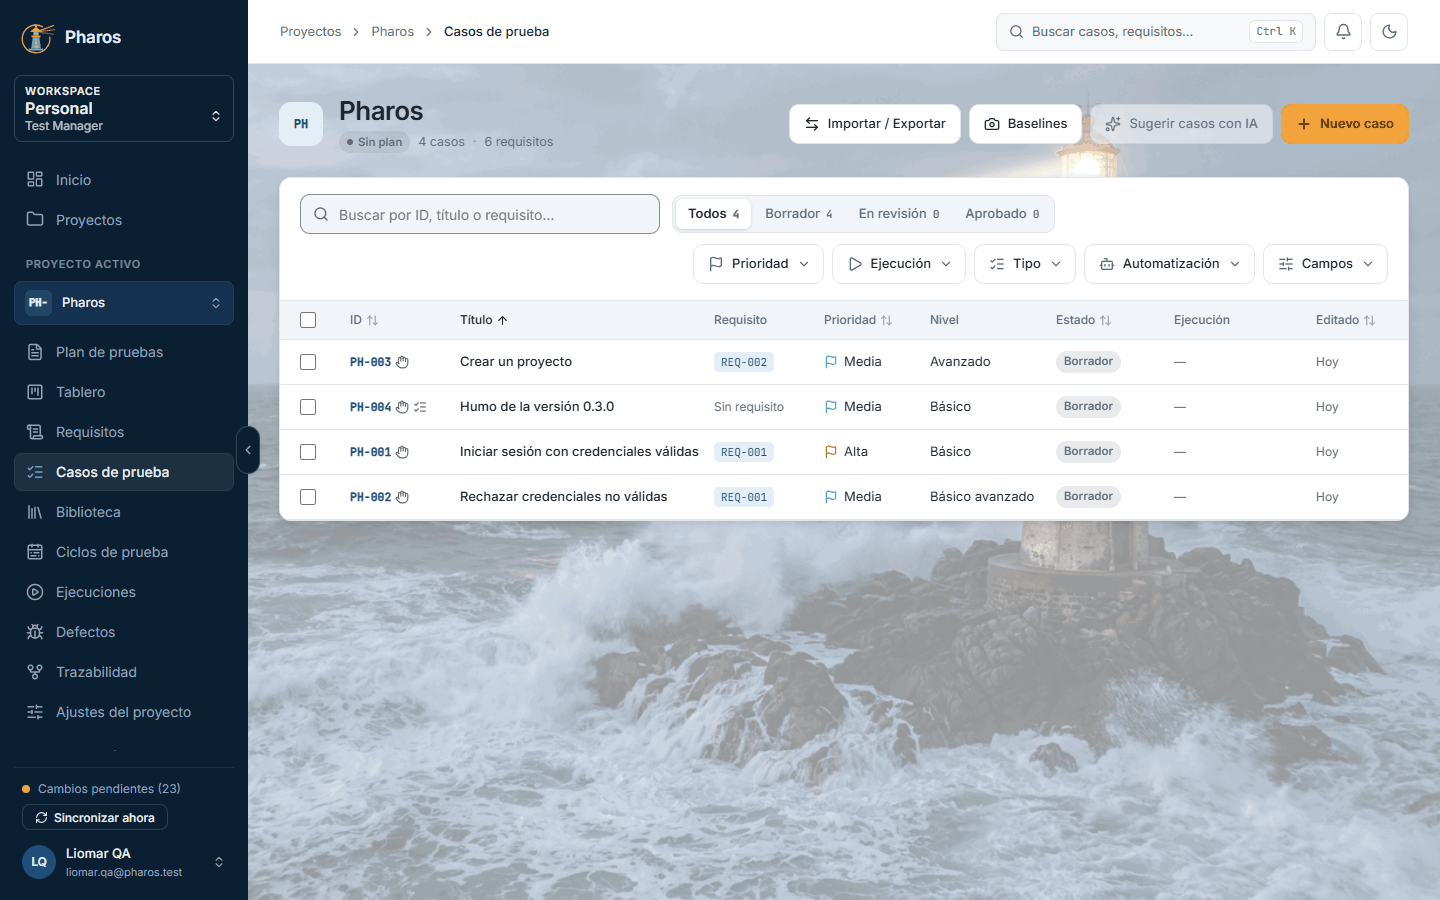 Pharos
WORKSPACE
Personal
Test Manager
Inicio
Proyectos
PROYECTO ACTIVO
PH- Pharos
Plan de pruebas
Tablero
Requisitos
Casos de prueba
Biblioteca
Ciclos de prueba
Ejecuciones
Defectos
Trazabilidad
Ajustes del proyecto
Cambios pendientes (23)
Sincronizar ahora
LQ
Liomar QA
liomar.qa@pharos.test
Proyectos > Pharos > Casos de prueba
Buscar casos, requisitos... Ctrl K
PH
Pharos
Sin plan 4 casos · 6 requisitos
Importar / Exportar
Baselines
Sugerir casos con IA
Nuevo caso
Buscar por ID, título o requisito...
Todos 4 Borrador 4 En revisión 0 Aprobado 0
Prioridad Ejecución Tipo Automatización Campos
ID Título Requisito Prioridad Nivel Estado Ejecución Editado
PH-003 Crear un proyecto REQ-002 Media Avanzado Borrador — Hoy
PH-004 Humo de la versión 0.3.0 Sin requisito Media Básico Borrador — Hoy
PH-001 Iniciar sesión con credenciales válidas REQ-001 Alta Básico Borrador — Hoy
PH-002 Rechazar credenciales no válidas REQ-001 Media Básico avanzado Borrador — Hoy